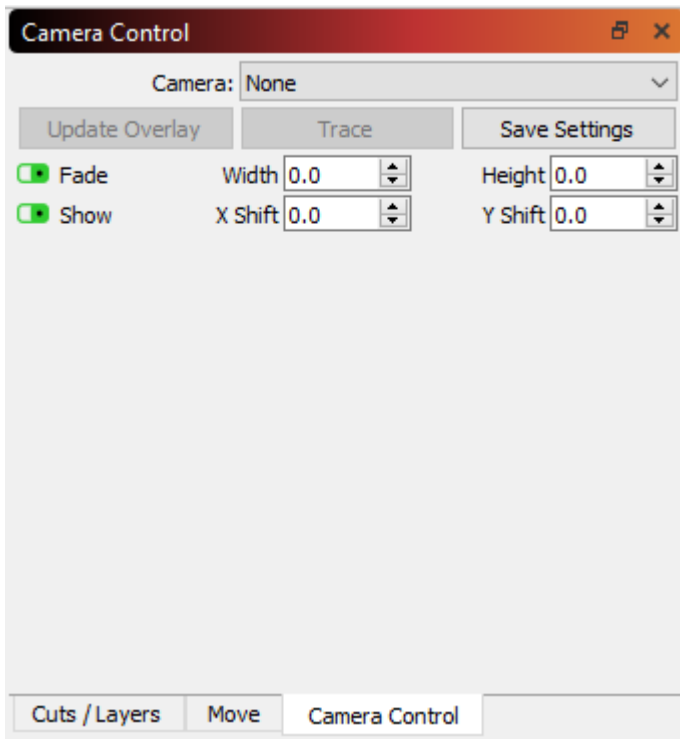 Camera Control
Camera: None
Update Overlay Trace Save Settings
Fade Width 0.0 Height 0.0
Show X Shift 0.0 Y Shift 0.0
Cuts / Layers Move Camera Control